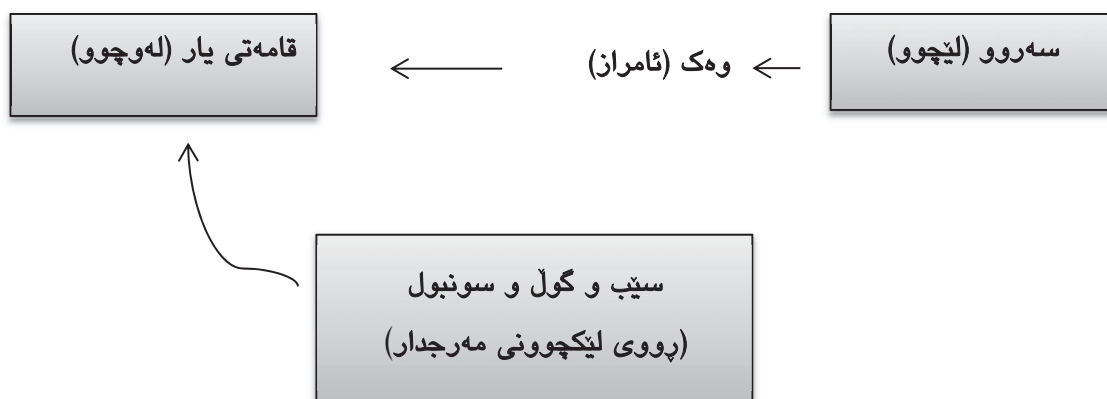 سەروو (لێچوو)
وەک (ئامراز)
قامەتی یار (لەوچوو)
سێب و گوڵ و سونبول
(ڕووی لێکچوونی مەرجدار)